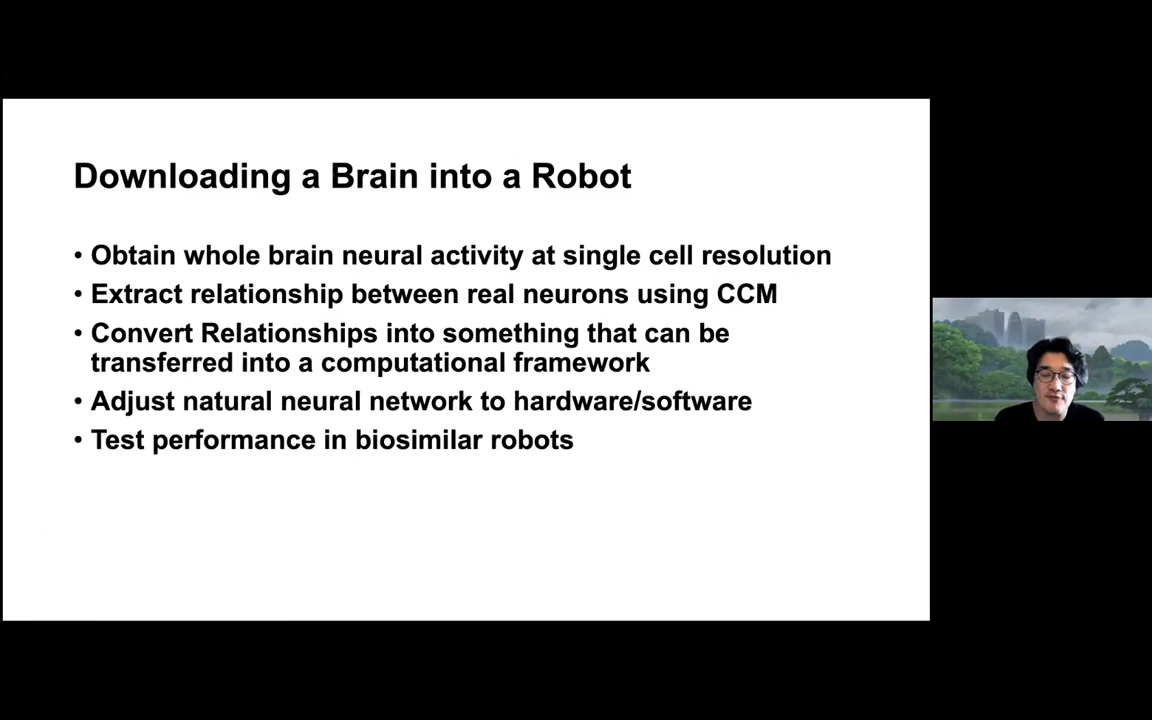 Downloading a Brain into a Robot
• Obtain whole brain neural activity at single cell resolution
• Extract relationship between real neurons using CCM
• Convert Relationships into something that can be
transferred into a computational framework
• Adjust natural neural network to hardware/software
• Test performance in biosimilar robots